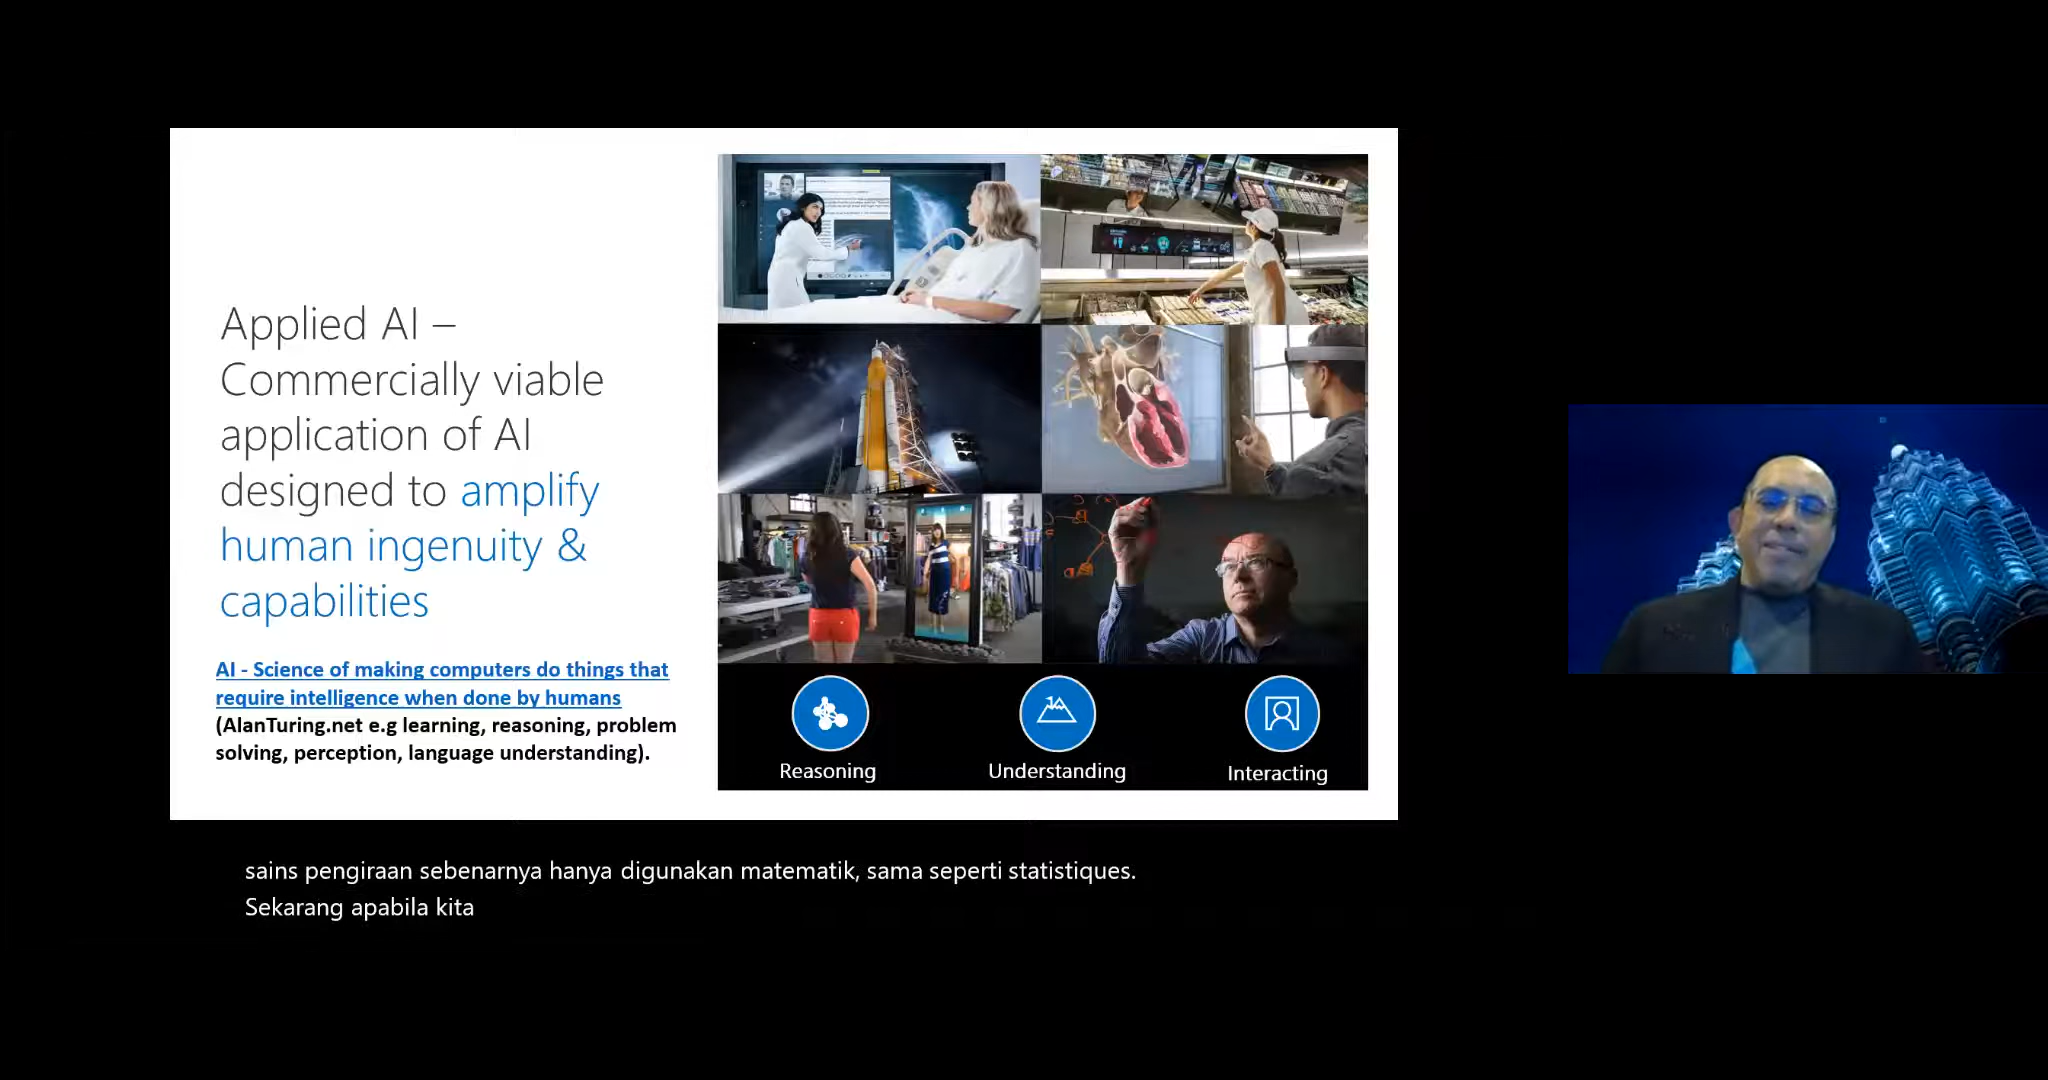 Applied AI –
Commercially viable
application of AI
designed to amplify
human ingenuity &
capabilities
AI - Science of making computers do things that
require intelligence when done by humans
(AlanTuring.net e.g learning, reasoning, problem
solving, perception, language understanding).
Reasoning
Understanding
Interacting
sains pengiraan sebenarnya hanya digunakan matematik, sama seperti statistiques.
Sekarang apabila kita